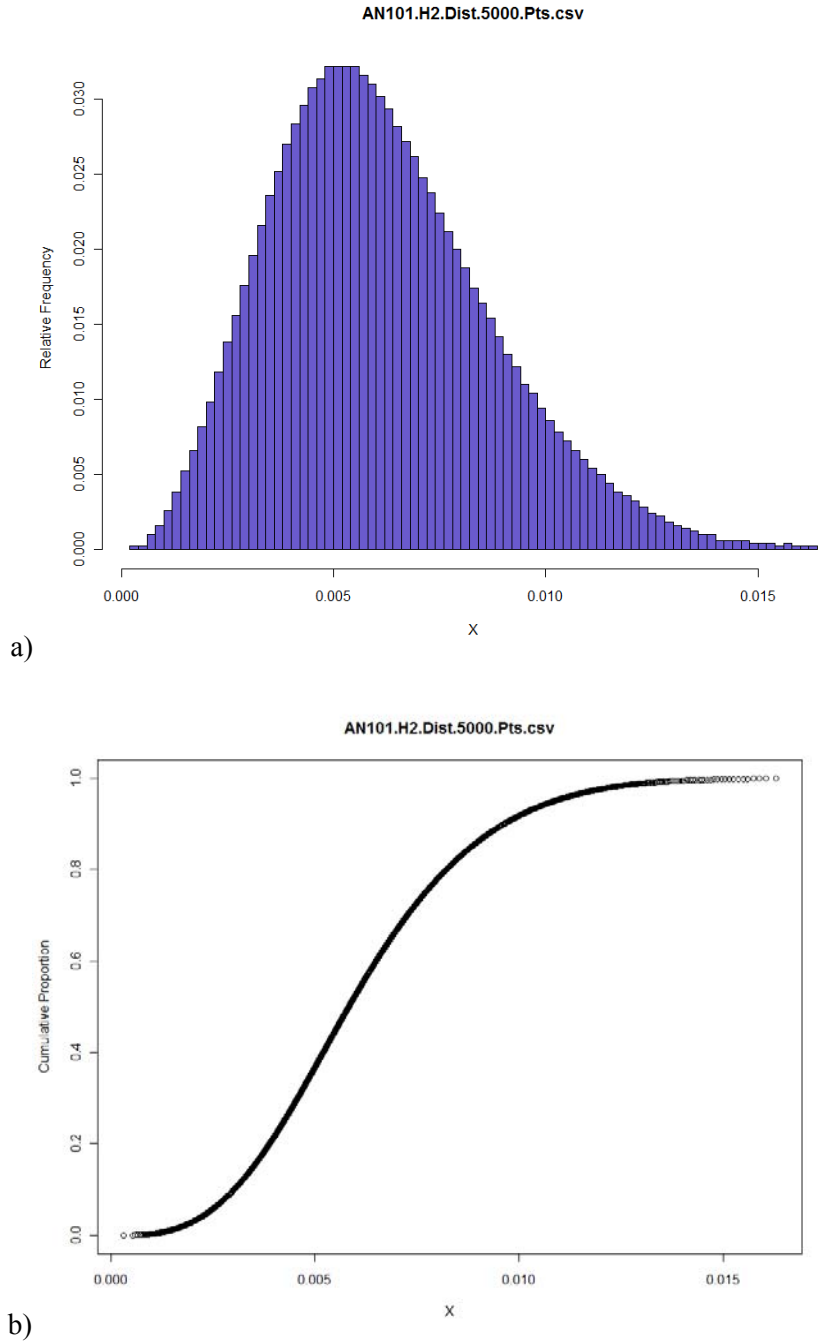 AN101.H2.Dist.5000.Pts.csv
0.030
0.025
0.020
0.015
0.010
0.005
0.000
Relative Frequency
0.000 0.005 0.010 0.015
X
a)
AN101.H2.Dist.5000.Pts.csv
1.0
0.8
0.6
0.4
0.2
0.0
Cumulative Proportion
0.000 0.005 0.010 0.015
X
b)